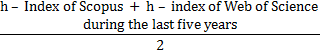 h – Index of Scopus + h – index of Web of Science
during the last five years
2